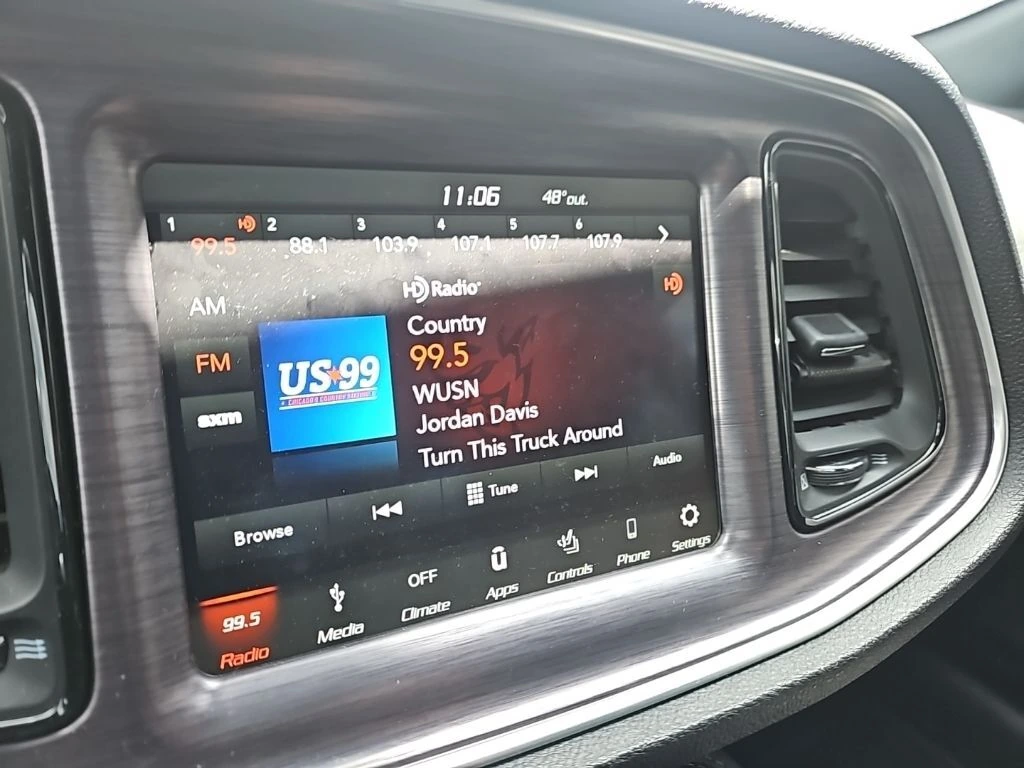 11:06 48°out.
1 HD 2 3 4 5 6
99.5 88.1 103.9 107.1 107.7 107.9
HD Radio
HD
AM
Country
FM
99.5
US★99
WUSN
sxm
Jordan Davis
Turn This Truck Around
Browse
Tune
Audio
99.5
Radio
Media
OFF
Climate
Apps
Controls
Phone
Settings